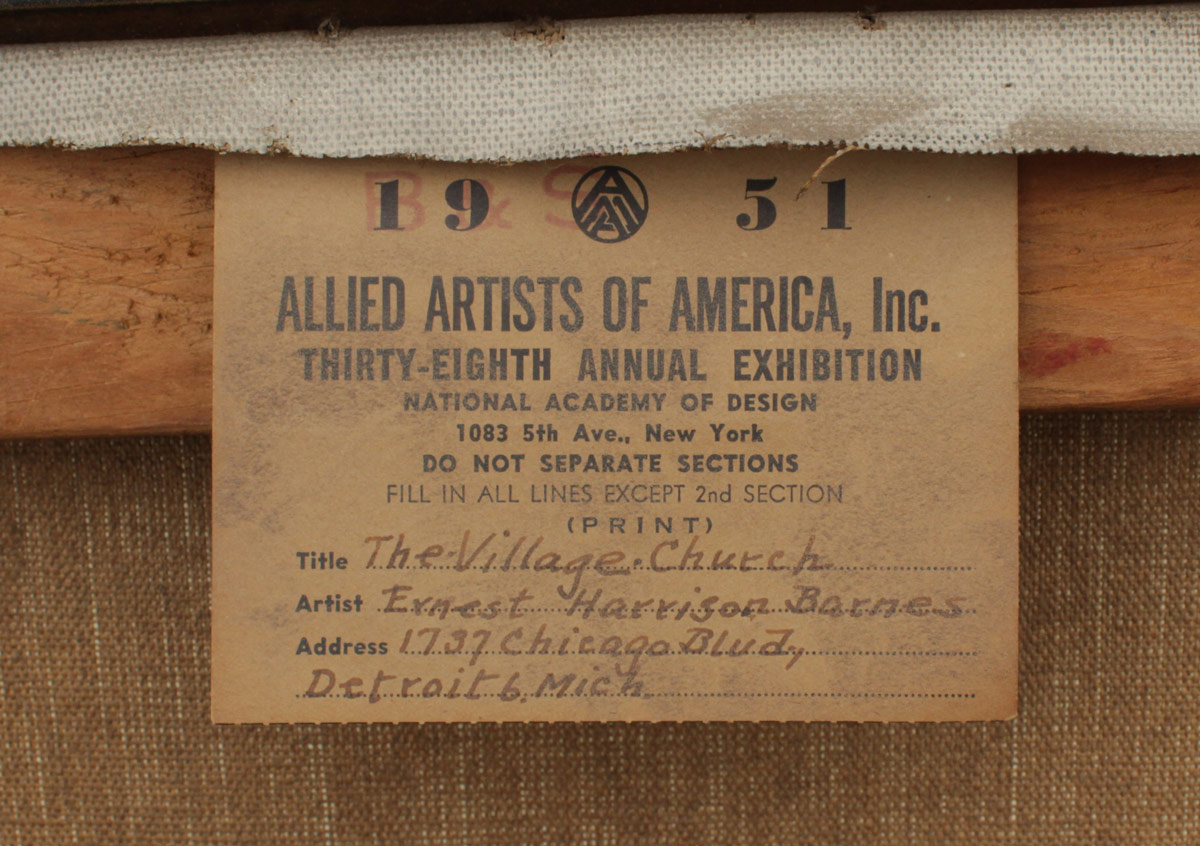 B & S
19 51
ALLIED ARTISTS OF AMERICA, Inc.
THIRTY-EIGHTH ANNUAL EXHIBITION
NATIONAL ACADEMY OF DESIGN
1083 5th Ave., New York
DO NOT SEPARATE SECTIONS
FILL IN ALL LINES EXCEPT 2nd SECTION
(PRINT)
Title The Village Church
Artist Ernest Harrison Barnes
Address 1737 Chicago Blvd,
Detroit 6. Mich.